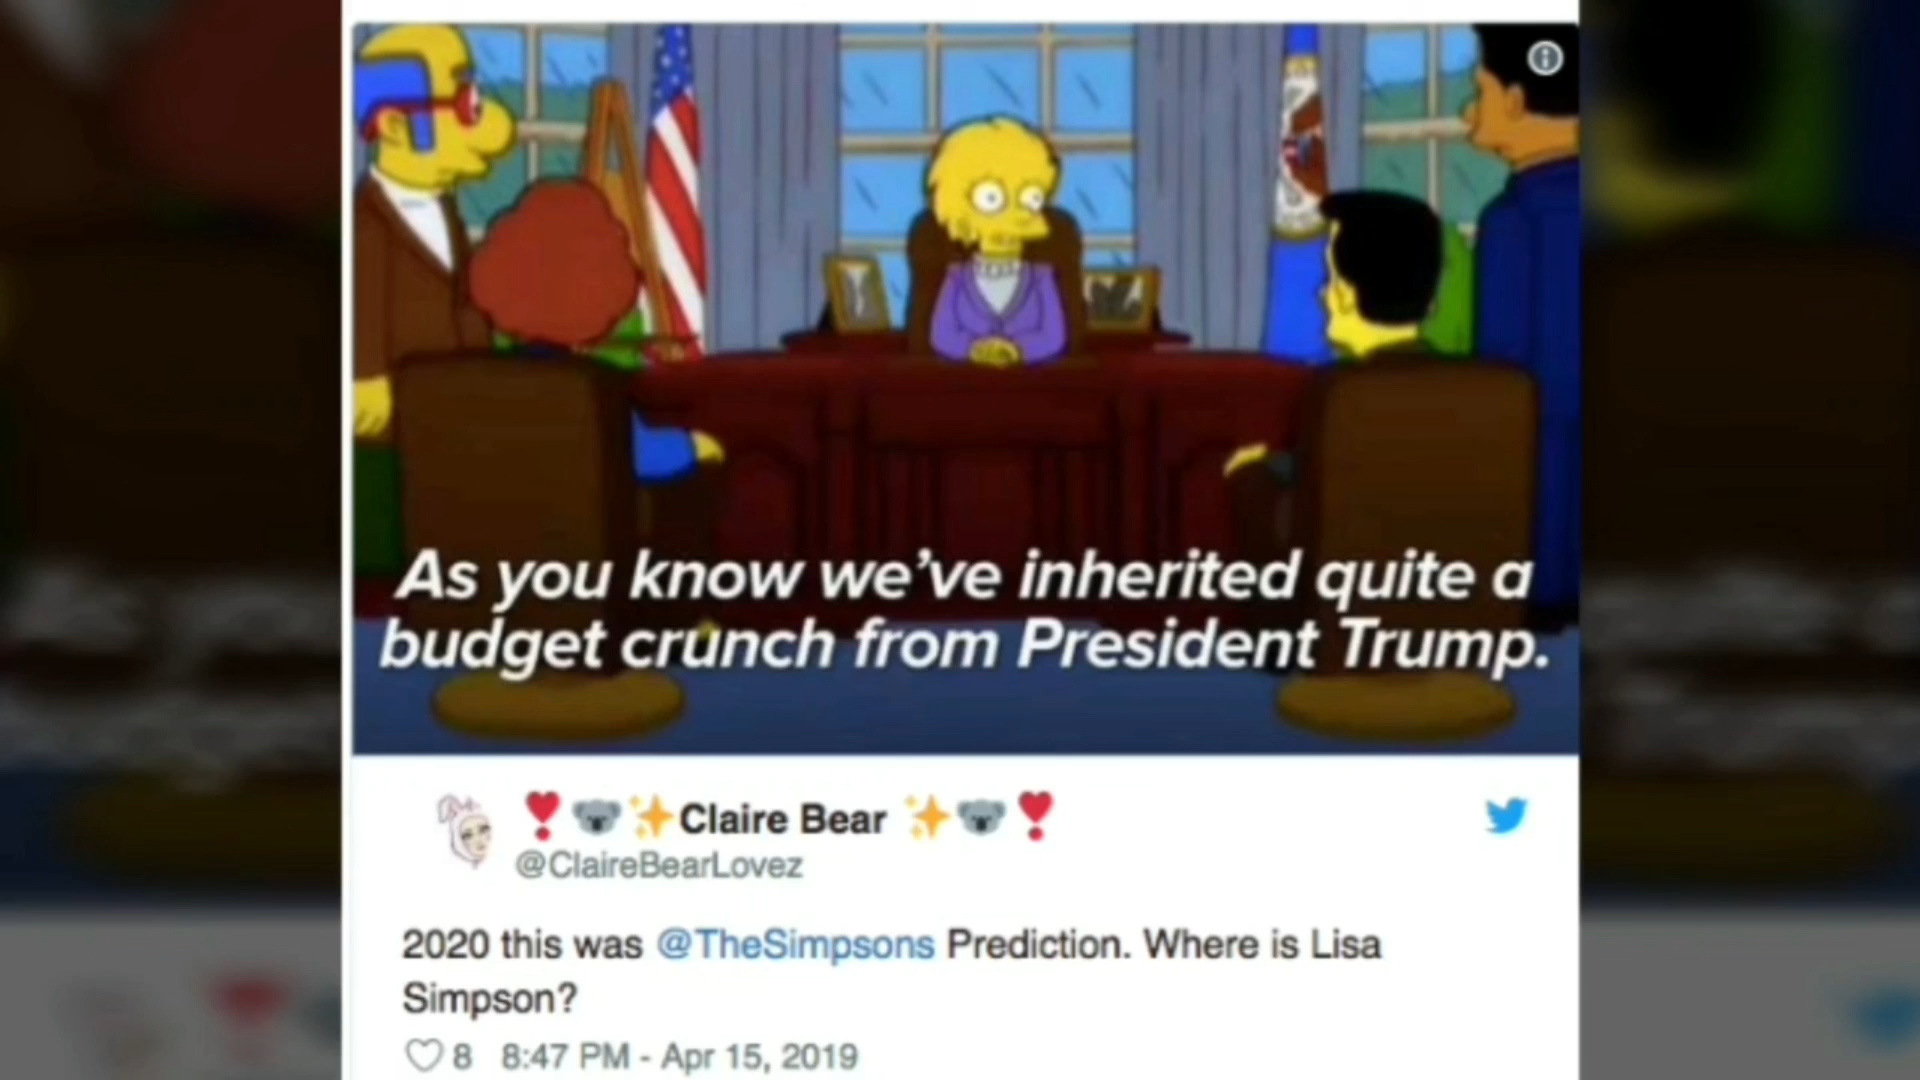 As you know we've inherited quite a
budget crunch from President Trump.
Claire Bear
@ClaireBearLovez
2020 this was @TheSimpsons Prediction. Where is Lisa
Simpson?
8 8:47 PM - Apr 15, 2019